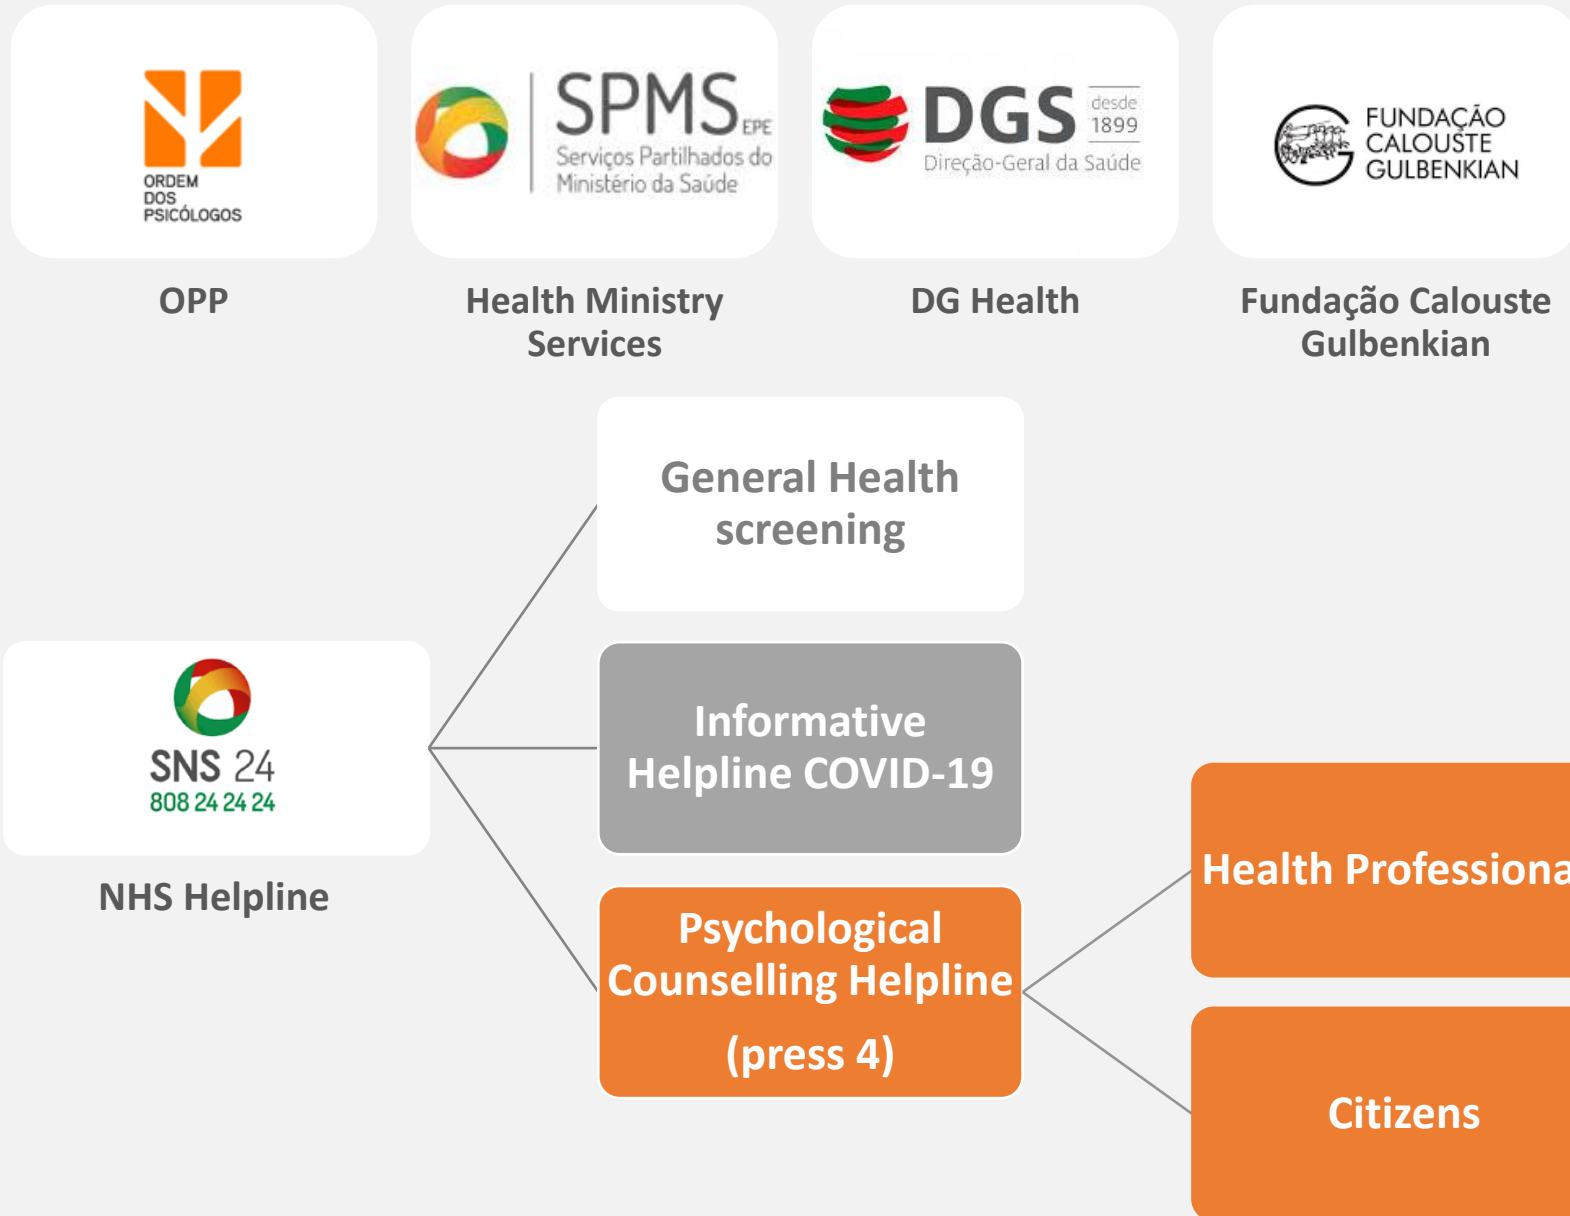 ORDEM
DOS
PSICÓLOGOS
SPMS EPE
Serviços Partilhados do
Ministério da Saúde
DGS desde
1899
Direção-Geral da Saúde
FUNDAÇÃO
CALOUSTE
GULBENKIAN
OPP
Health Ministry
Services
DG Health
Fundação Calouste
Gulbenkian
General Health
screening
SNS 24
808 24 24 24
NHS Helpline
Informative
Helpline COVID-19
Psychological
Counselling Helpline
(press 4)
Health Professiona
Citizens